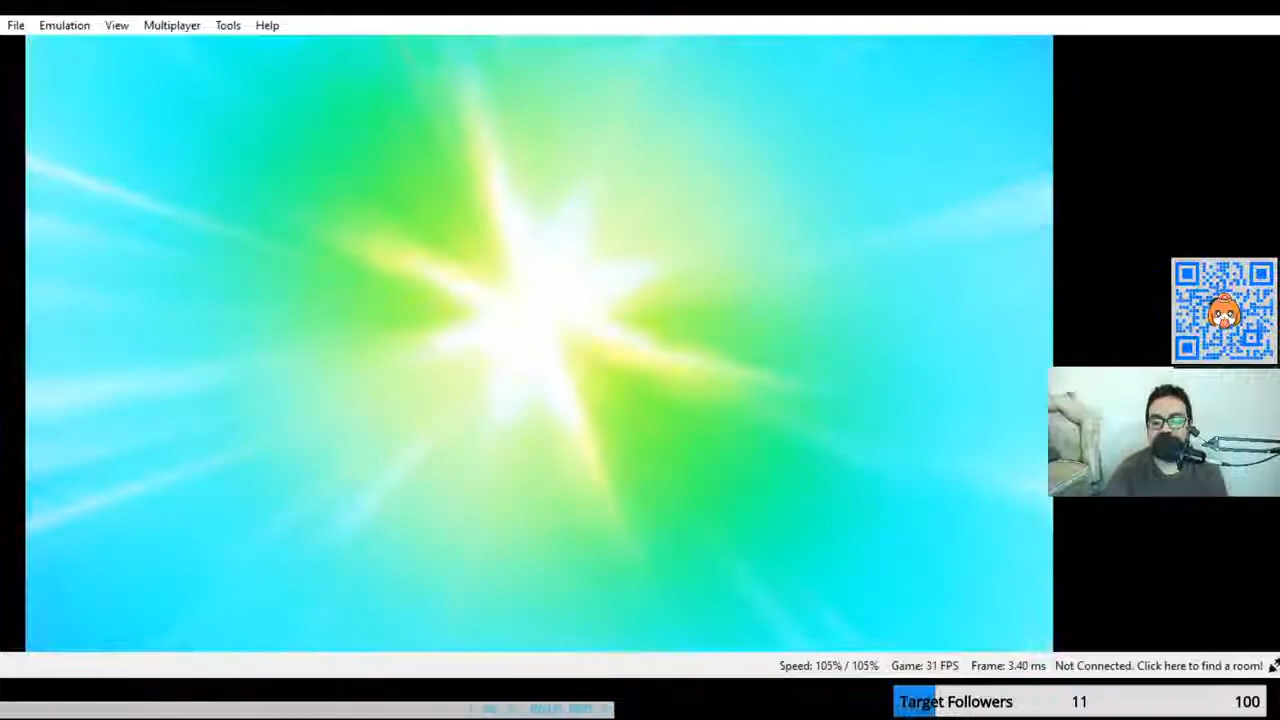 File Emulation View Multiplayer Tools Help
Speed: 105% / 105% Game: 31 FPS Frame: 3.40 ms Not Connected. Click here to find a room!
Target Followers 11 100